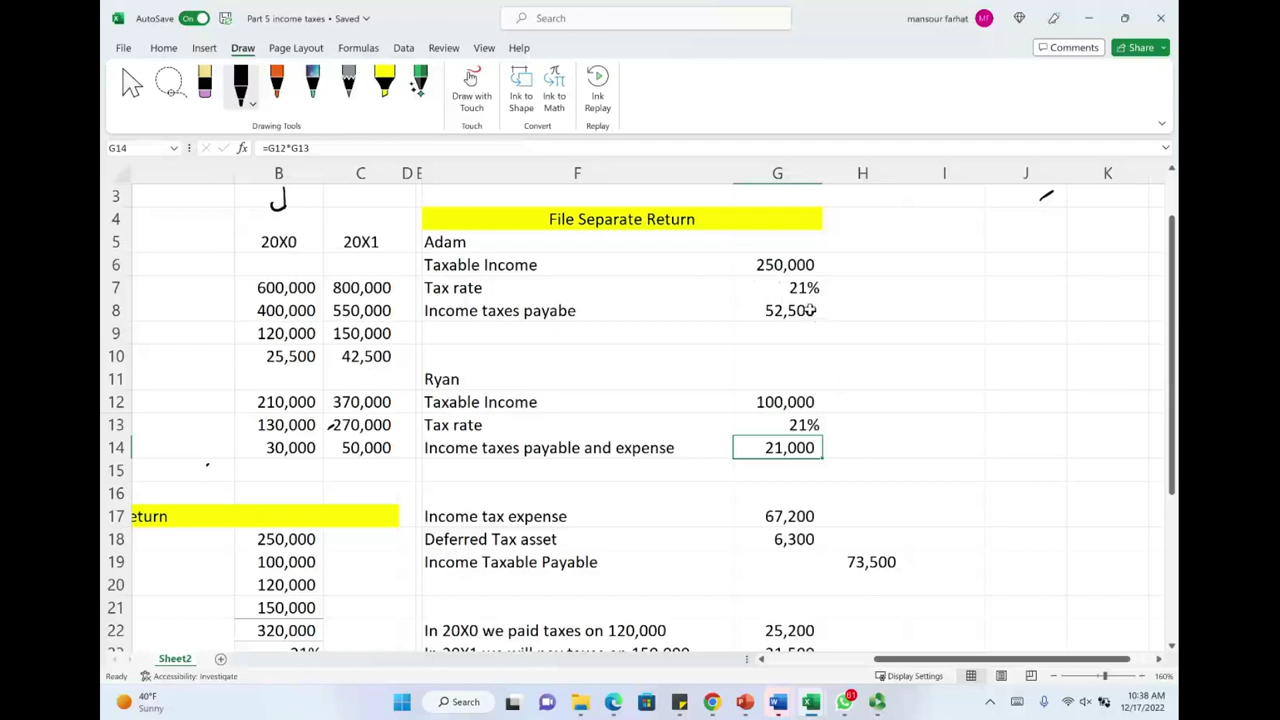 AutoSave On Part 5 income taxes • Saved Search mansour farhat MF
File Home Insert Draw Page Layout Formulas Data Review View Help Comments Share
Draw with Touch Ink to Shape Ink to Math Ink Replay
Drawing Tools Touch Convert Replay
G14 fx =G12*G13
B C D E F G H I J K
3
4 File Separate Return
5 20X0 20X1 Adam
6 Taxable Income 250,000
7 600,000 800,000 Tax rate 21%
8 400,000 550,000 Income taxes payabe 52,500
9 120,000 150,000
10 25,500 42,500
11 Ryan
12 210,000 370,000 Taxable Income 100,000
13 130,000 270,000 Tax rate 21%
14 30,000 50,000 Income taxes payable and expense 21,000
15
16
17 eturn Income tax expense 67,200
18 250,000 Deferred Tax asset 6,300
19 100,000 Income Taxable Payable 73,500
20 120,000
21 150,000
22 320,000 In 20X0 we paid taxes on 120,000 25,200
Sheet2
Ready Accessibility: Investigate Display Settings 160%
40°F
Sunny
Search
61
10:38 AM
12/17/2022